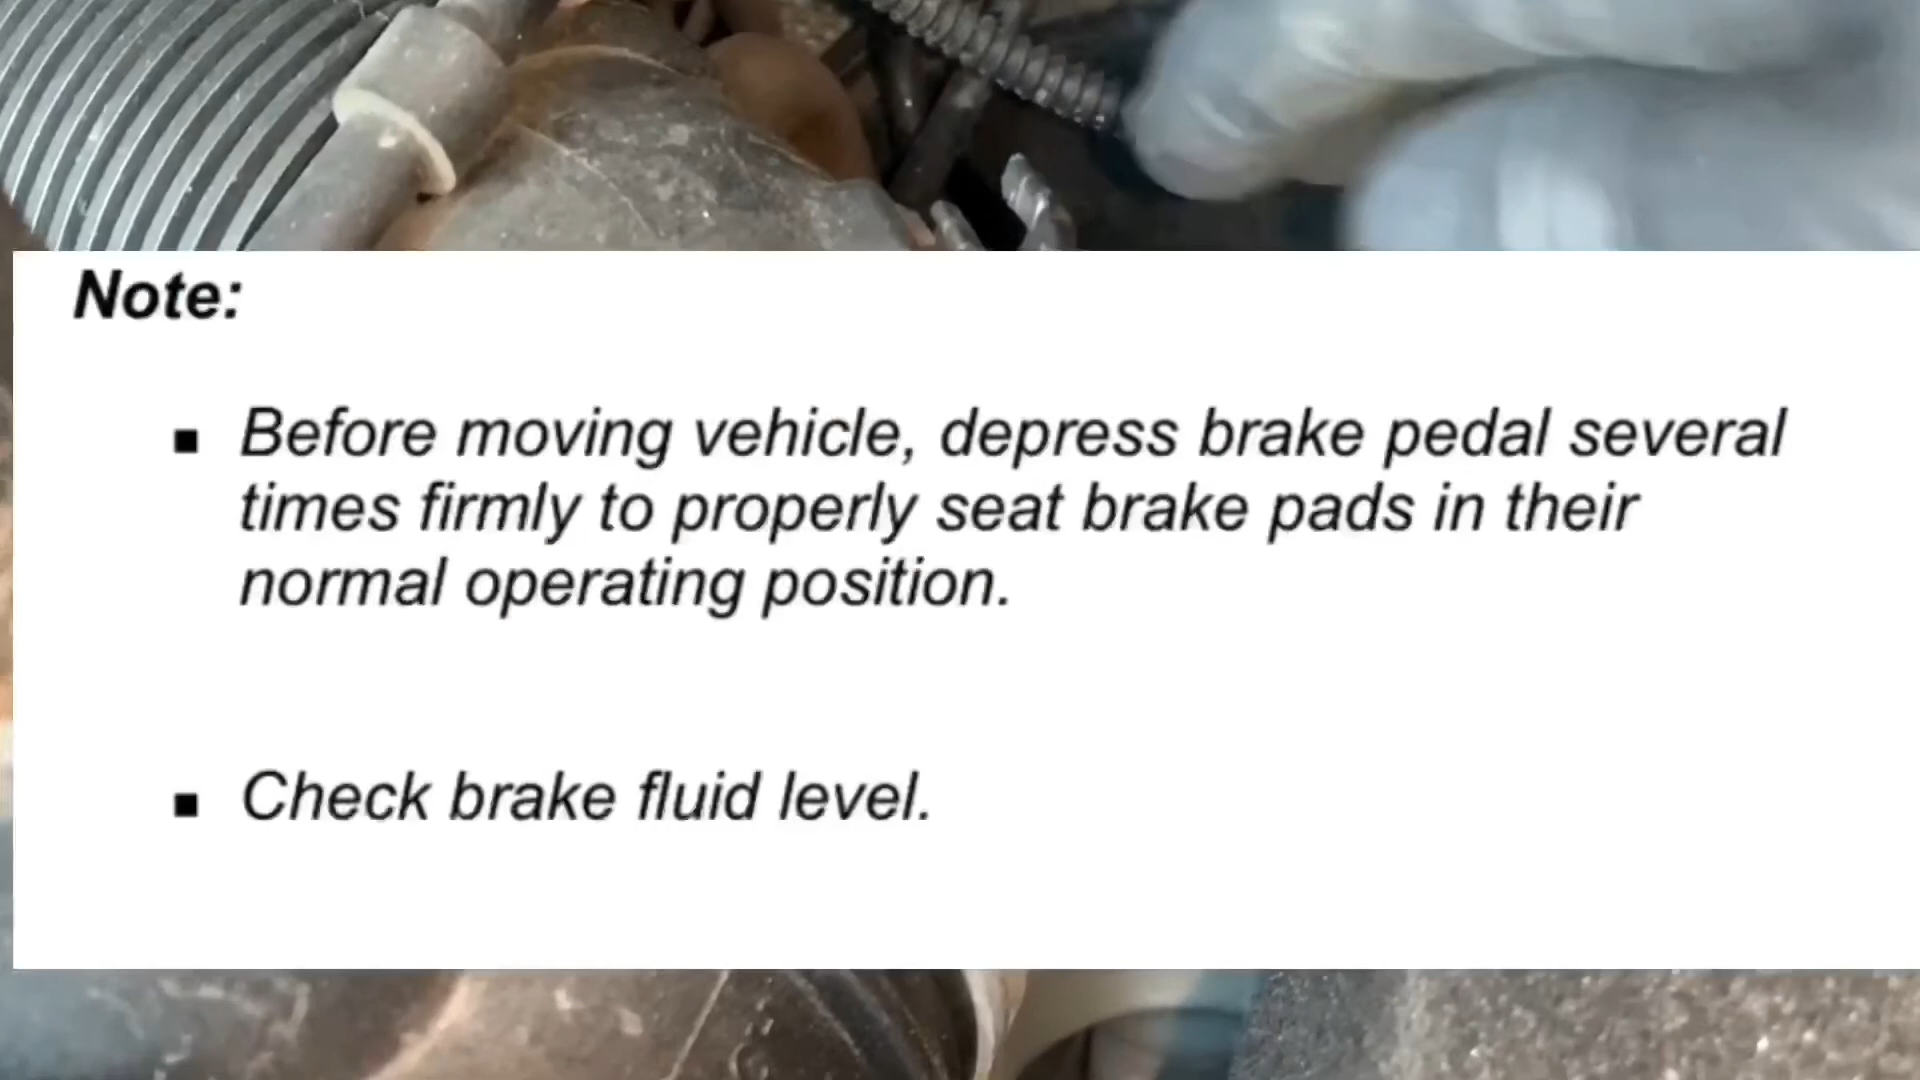 Note:
▪ Before moving vehicle, depress brake pedal several
times firmly to properly seat brake pads in their
normal operating position.
▪ Check brake fluid level.